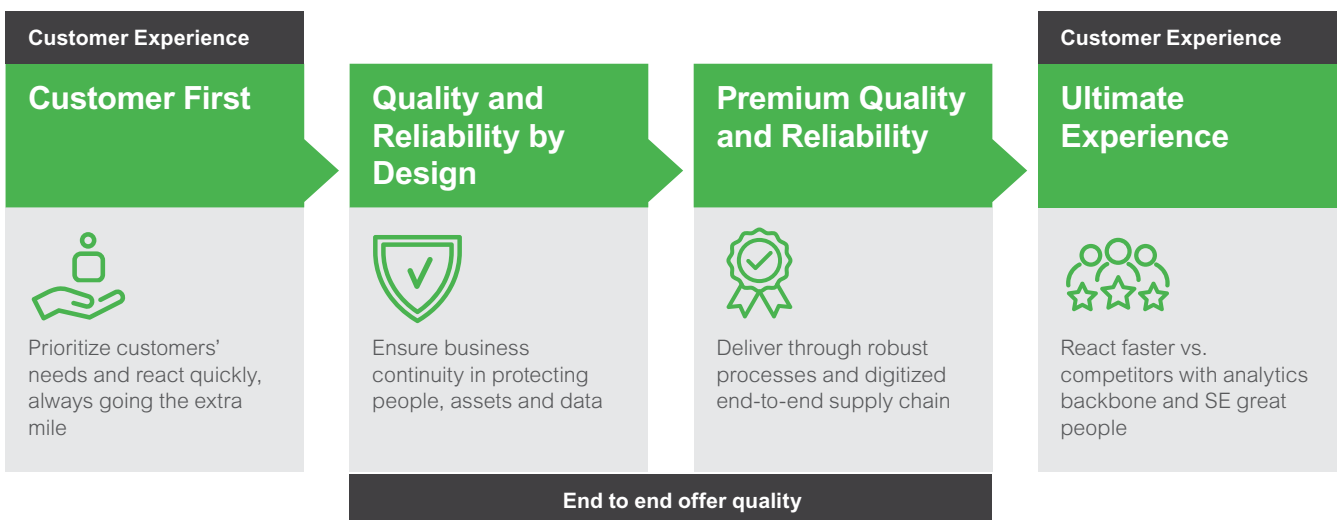 Customer Experience
Customer First
Prioritize customers’
needs and react quickly,
always going the extra
mile
Quality and
Reliability by
Design
Ensure business
continuity in protecting
people, assets and data
Premium Quality
and Reliability
Deliver through robust
processes and digitized
end-to-end supply chain
End to end offer quality
Customer Experience
Ultimate
Experience
React faster vs.
competitors with analytics
backbone and SE great
people